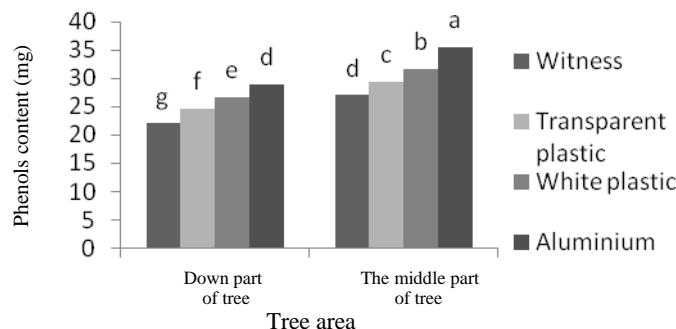 Phenols content (mg)
40
35
30
25
20
15
10
5
0
g
f
e
d
d
c
b
a
Down part
of tree
The middle part
of tree
Tree area
Witness
Transparent
plastic
White plastic
Aluminium